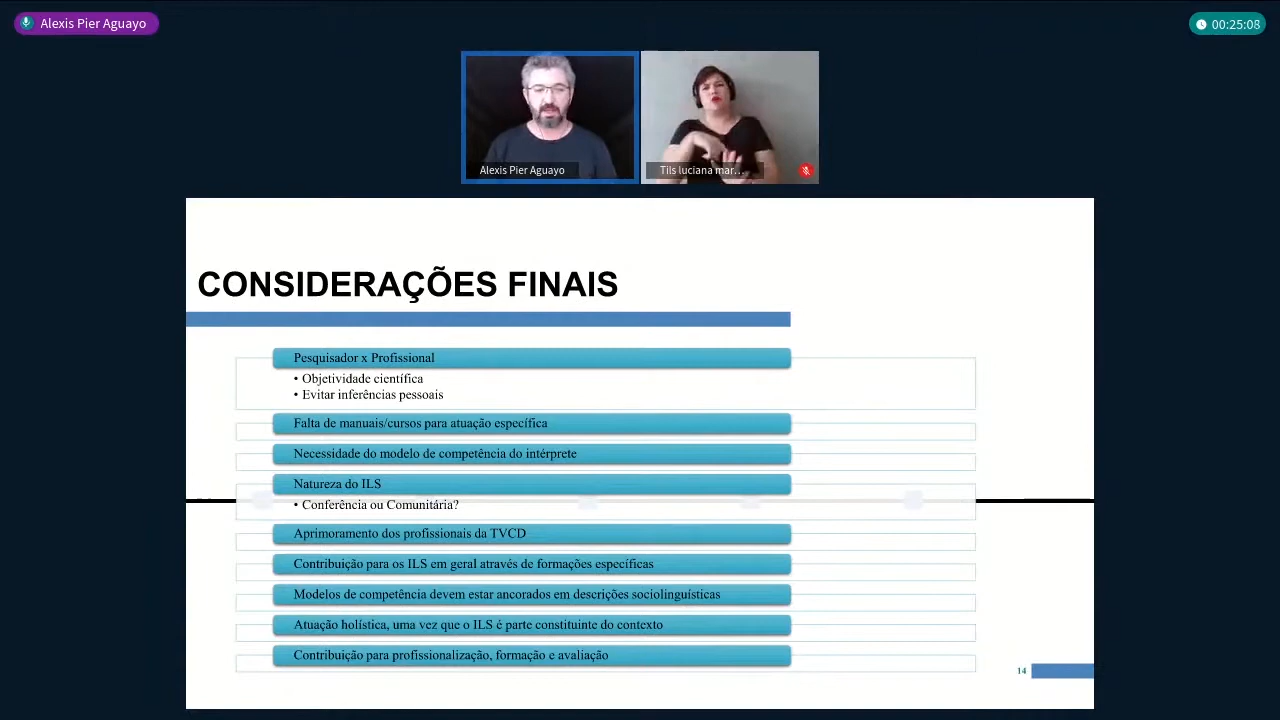 Alexis Pier Aguayo
00:25:08
Alexis Pier Aguayo
Tils luciana mar...
CONSIDERAÇÕES FINAIS
Pesquisador x Profissional
• Objetividade científica
• Evitar inferências pessoais
Falta de manuais/cursos para atuação específica
Necessidade do modelo de competência do intérprete
Natureza do ILS
• Conferência ou Comunitária?
Aprimoramento dos profissionais da TVCD
Contribuição para os ILS em geral através de formações específicas
Modelos de competência devem estar ancorados em descrições sociolinguísticas
Atuação holística, uma vez que o ILS é parte constituinte do contexto
Contribuição para profissionalização, formação e avaliação
14